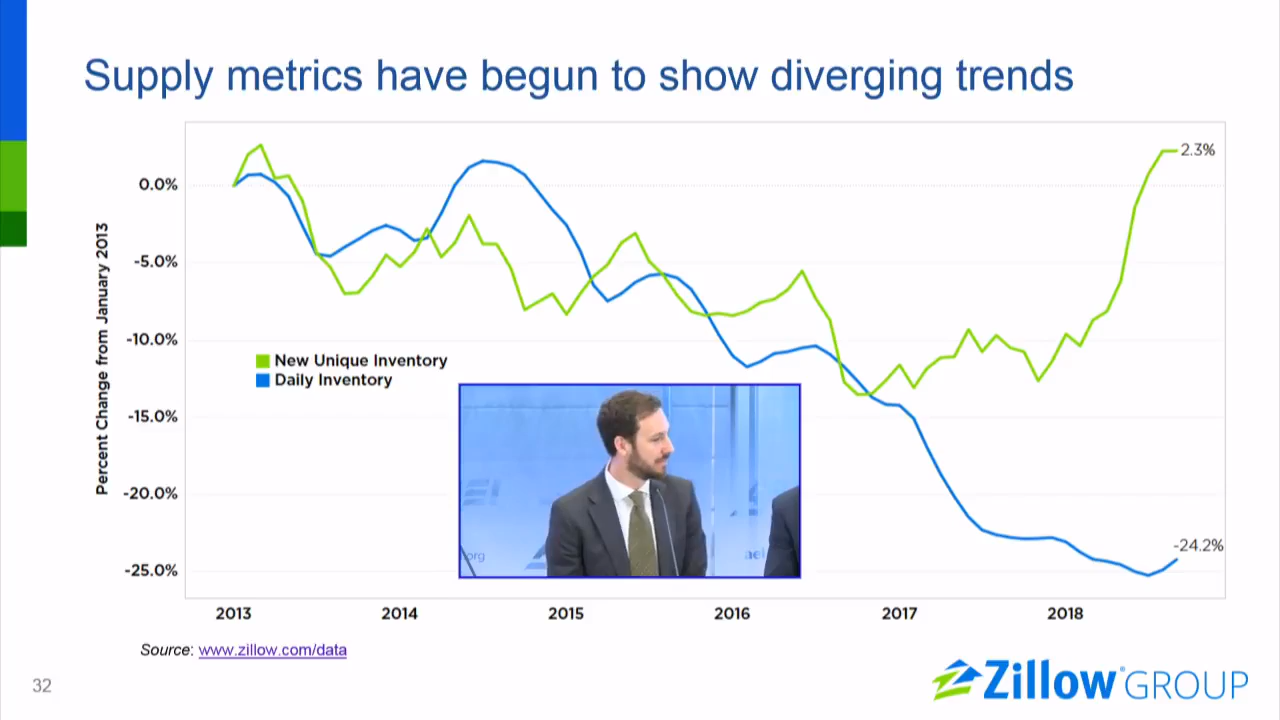 Supply metrics have begun to show diverging trends
2.3%
0.0%
-5.0%
-10.0%
-15.0%
-20.0%
-25.0%
Percent Change from January 2013
New Unique Inventory
Daily Inventory
-24.2%
org
ael
2013 2014 2015 2016 2017 2018
Source: www.zillow.com/data
32
Zillow® GROUP